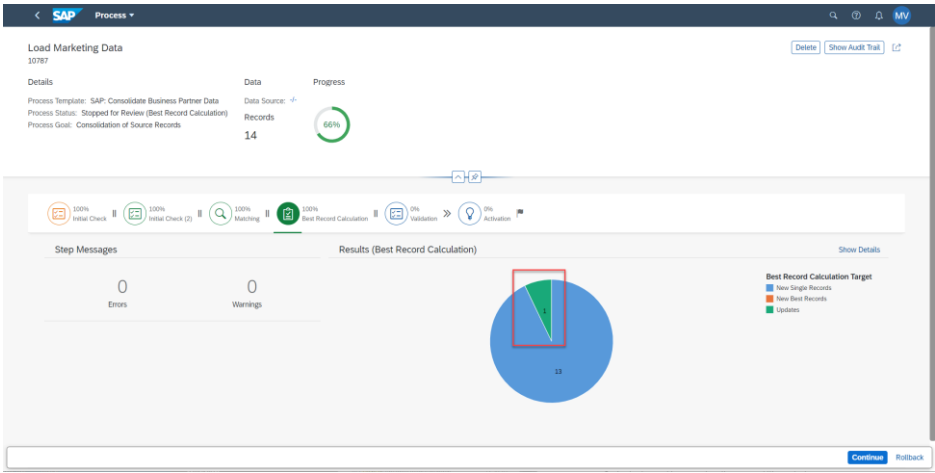 SAP Process
MV
Load Marketing Data
10787
Delete
Show Audit Trail
Details
Process Template: SAP: Consolidate Business Partner Data
Process Status: Stopped for Review (Best Record Calculation)
Process Goal: Consolidation of Source Records
Data
Data Source: -/-
Records
14
Progress
66%
100%
Initial Check
100%
Initial Check (2)
100%
Matching
100%
Best Record Calculation
0%
Validation
0%
Activation
Step Messages
0
Errors
0
Warnings
Results (Best Record Calculation)
Show Details
1
13
Best Record Calculation Target
New Single Records
New Best Records
Updates
Continue
Rollback